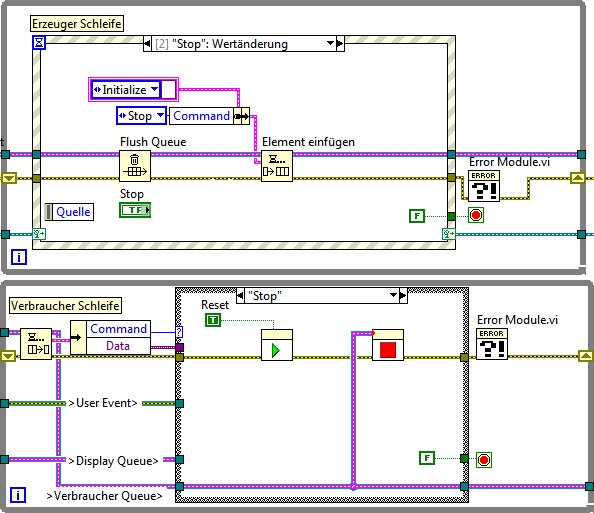 Erzeuger Schleife
[2] "Stop": Wertänderung
Initialize
Stop Command
Flush Queue Element einfügen
Error Module.vi
ERROR
?!
Stop
TF
Quelle
F
i
Verbraucher Schleife
"Stop"
Reset
T
Command
Data
?
Error Module.vi
ERROR
?!
>User Event>
>Display Queue>
F
i
>Verbraucher Queue>